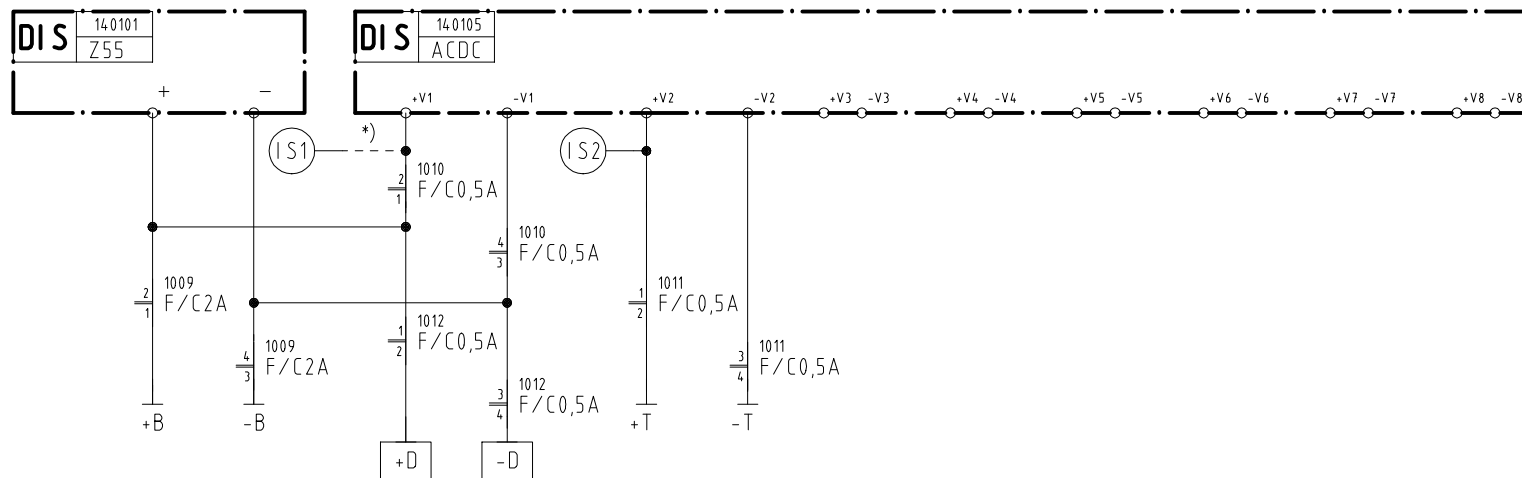 DIS 140101 DIS 140105
Z55 ACDC
+ - +V1 -V1 +V2 -V2 +V3 -V3 +V4 -V4 +V5 -V5 +V6 -V6 +V7 -V7 +V8 -V8
IS1 *) IS2
1010
2 F/C0,5A
1
1010
4 F/C0,5A
3
1009
2 F/C2A
1
1011
1 F/C0,5A
2
1012
1 F/C0,5A
2
1009
4 F/C2A
3
1011
3 F/C0,5A
4
1012
3 F/C0,5A
4
+B -B +T -T
+D -D